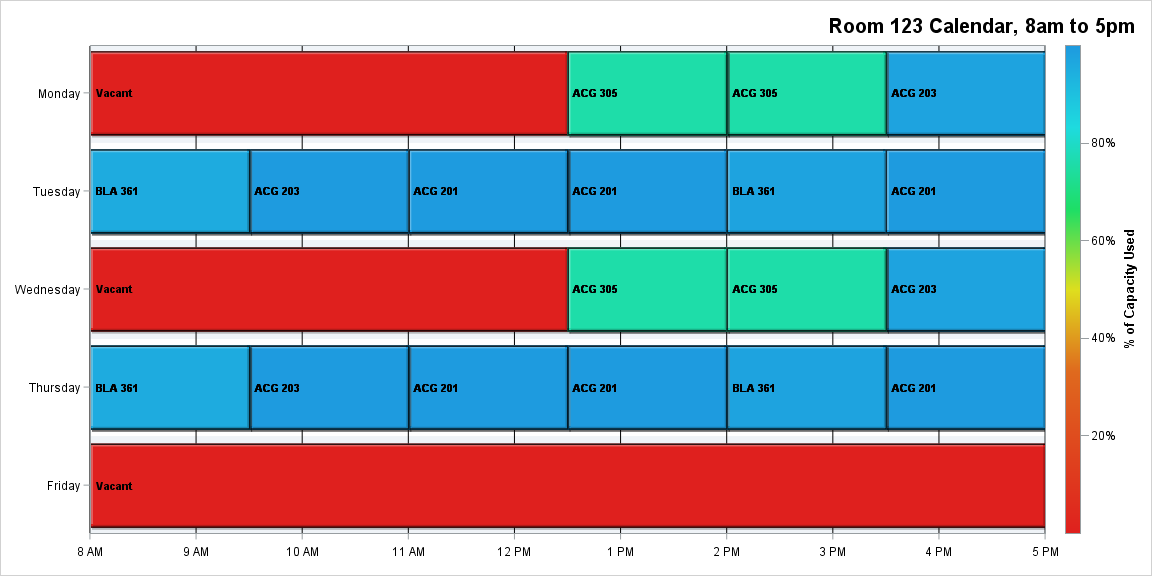 Room 123 Calendar, 8am to 5pm
Monday
Vacant
ACG 305
ACG 305
ACG 203
Tuesday
BLA 361
ACG 203
ACG 201
ACG 201
BLA 361
ACG 201
Wednesday
Vacant
ACG 305
ACG 305
ACG 203
Thursday
BLA 361
ACG 203
ACG 201
ACG 201
BLA 361
ACG 201
Friday
Vacant
8 AM
9 AM
10 AM
11 AM
12 PM
1 PM
2 PM
3 PM
4 PM
5 PM
80%
60%
40%
20%
% of Capacity Used